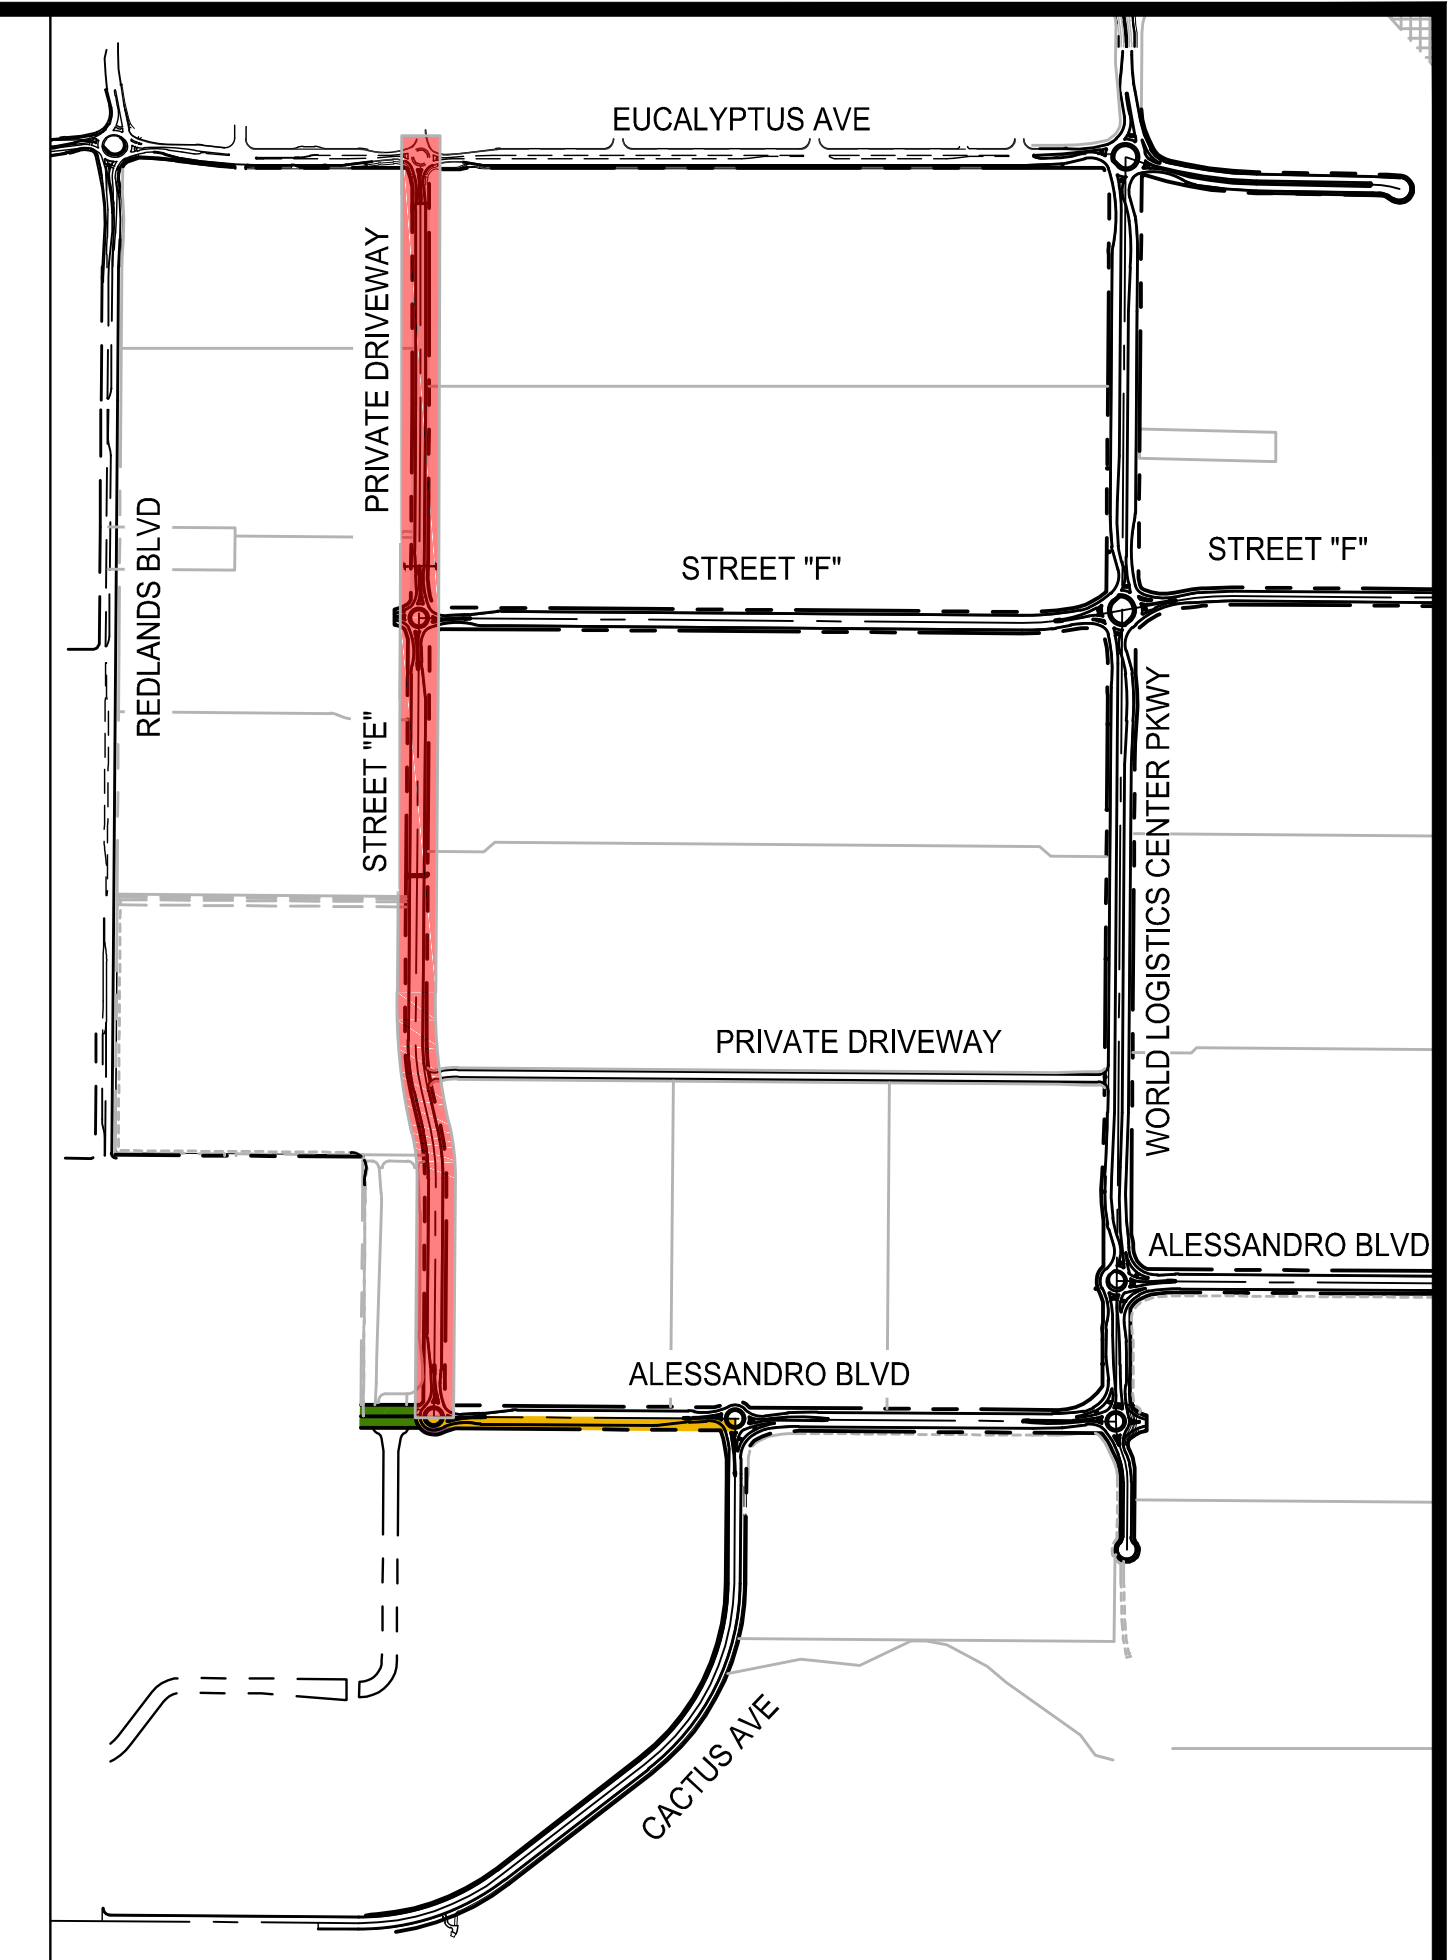 EUCALYPTUS AVE
PRIVATE DRIVEWAY
REDLANDS BLVD
STREET "F"
STREET "F"
STREET "E"
WORLD LOGISTICS CENTER PKWY
PRIVATE DRIVEWAY
ALESSANDRO BLVD
ALESSANDRO BLVD
CACTUS AVE